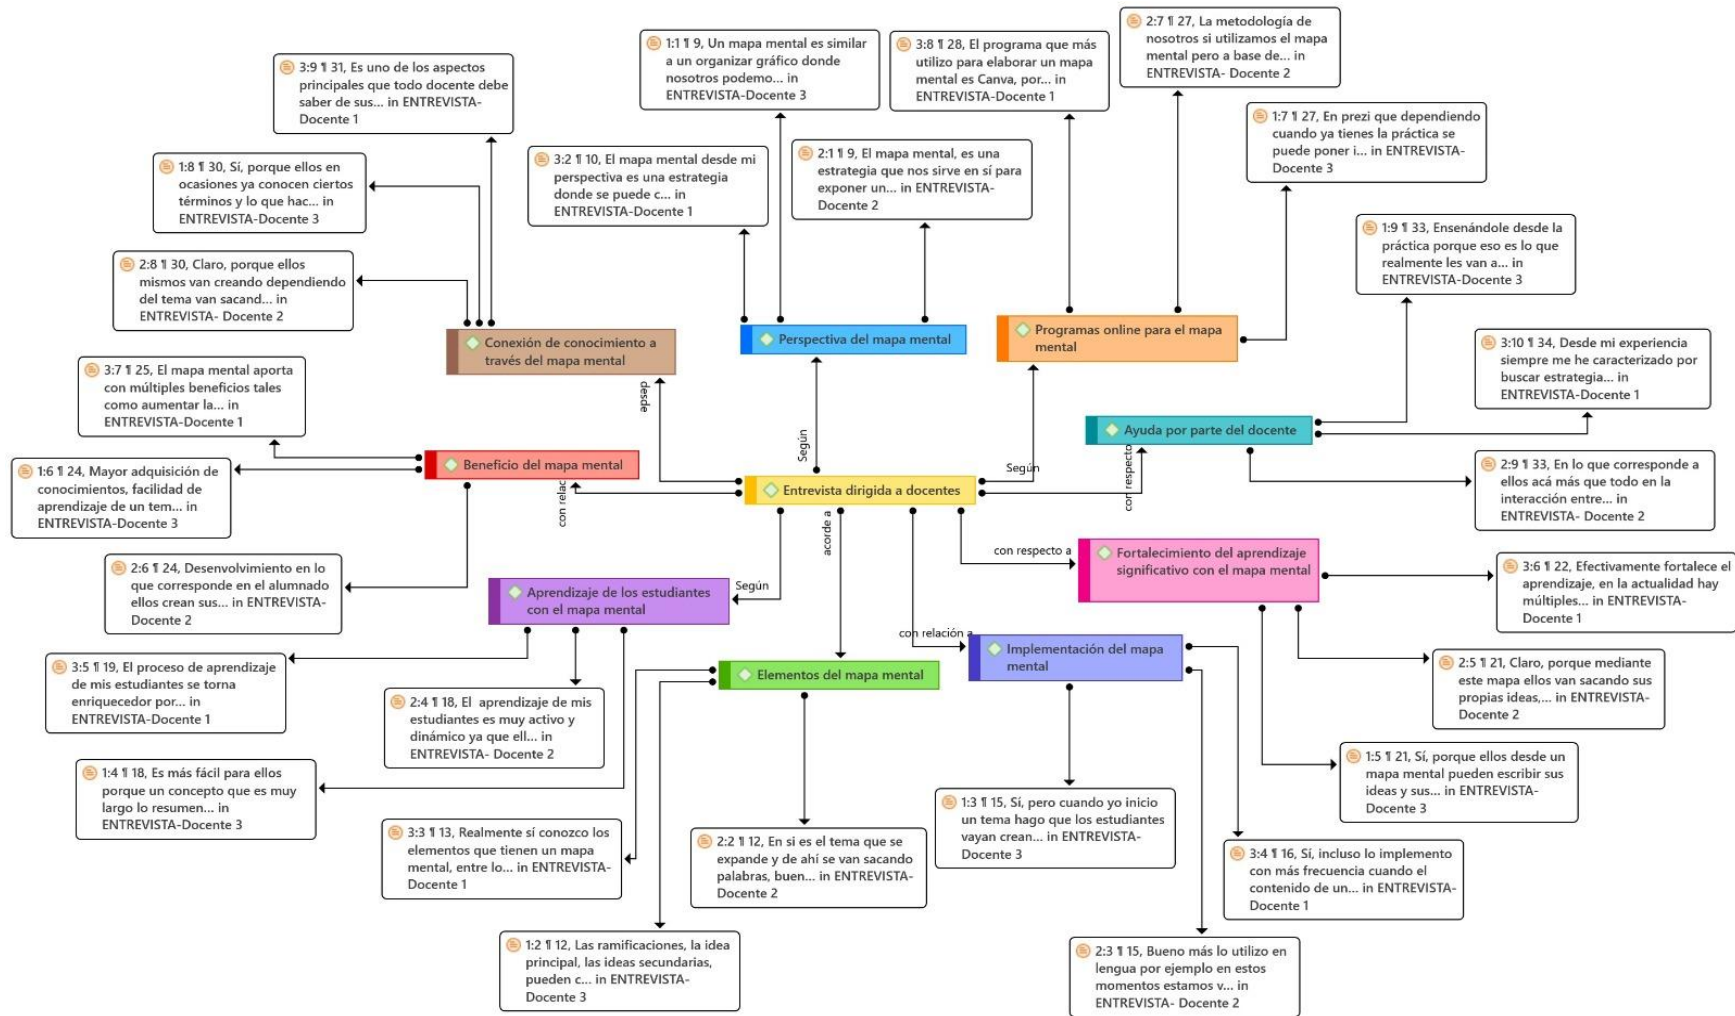 3:9 ¶ 31, Es uno de los aspectos
principales que todo docente debe
saber de sus... in ENTREVISTA-
Docente 1
1:8 ¶ 30, Sí, porque ellos en
ocasiones ya conocen ciertos
términos y lo que hac... in
ENTREVISTA-Docente 3
2:8 ¶ 30, Claro, porque ellos
mismos van creando dependiendo
del tema van sacand... in
ENTREVISTA- Docente 2
1:1 ¶ 9, Un mapa mental es similar
a un organizar gráfico donde
nosotros podemo... in
ENTREVISTA-Docente 3
3:2 ¶ 10, El mapa mental desde mi
perspectiva es una estrategia
donde se puede c... in
ENTREVISTA-Docente 1
2:1 ¶ 9, El mapa mental, es una
estrategia que nos sirve en sí para
exponer un... in ENTREVISTA-
Docente 2
3:8 ¶ 28, El programa que más
utilizo para elaborar un mapa
mental es Canva, por... in
ENTREVISTA-Docente 1
2:7 ¶ 27, La metodología de
nosotros si utilizamos el mapa
mental pero a base de... in
ENTREVISTA- Docente 2
1:7 ¶ 27, En prezi que dependiendo
cuando ya tienes la práctica se
puede poner i... in ENTREVISTA-
Docente 3
1:9 ¶ 33, Ensenándole desde la
práctica porque eso es lo que
realmente les van a... in
ENTREVISTA-Docente 3
Conexión de conocimiento a
través del mapa mental
Perspectiva del mapa mental
Programas online para el mapa
mental
3:10 ¶ 34, Desde mi experiencia
siempre me he caracterizado por
buscar estrategia... in
ENTREVISTA-Docente 1
3:7 ¶ 25, El mapa mental aporta
con múltiples beneficios tales
como aumentar la... in
ENTREVISTA-Docente 1
desde
Según
Según
con respecto
Ayuda por parte del docente
Beneficio del mapa mental
con relac
Entrevista dirigida a docentes
1:6 ¶ 24, Mayor adquisición de
conocimientos, facilidad de
aprendizaje de un tem... in
ENTREVISTA-Docente 3
2:9 ¶ 33, En lo que corresponde a
ellos acá más que todo en la
interacción entre... in
ENTREVISTA- Docente 2
2:6 ¶ 24, Desenvolvimiento en lo
que corresponde en el alumnado
ellos crean sus... in ENTREVISTA-
Docente 2
Aprendizaje de los estudiantes
con el mapa mental
Según
acorde a
con respecto a
Fortalecimiento del aprendizaje
significativo con el mapa mental
3:6 ¶ 22, Efectivamente fortalece el
aprendizaje, en la actualidad hay
múltiples... in ENTREVISTA-
Docente 1
con relación a
Implementación del mapa
mental
Elementos del mapa mental
3:5 ¶ 19, El proceso de aprendizaje
de mis estudiantes se torna
enriquecedor por... in
ENTREVISTA-Docente 1
2:4 ¶ 18, El aprendizaje de mis
estudiantes es muy activo y
dinámico ya que ell... in
ENTREVISTA- Docente 2
2:5 ¶ 21, Claro, porque mediante
este mapa ellos van sacando sus
propias ideas,... in ENTREVISTA-
Docente 2
1:4 ¶ 18, Es más fácil para ellos
porque un concepto que es muy
largo lo resumen... in
ENTREVISTA-Docente 3
1:5 ¶ 21, Sí, porque ellos desde un
mapa mental pueden escribir sus
ideas y sus... in ENTREVISTA-
Docente 3
3:3 ¶ 13, Realmente sí conozco los
elementos que tienen un mapa
mental, entre lo... in ENTREVISTA-
Docente 1
2:2 ¶ 12, En si es el tema que se
expande y de ahí se van sacando
palabras, buen... in ENTREVISTA-
Docente 2
1:3 ¶ 15, Sí, pero cuando yo inicio
un tema hago que los estudiantes
vayan crean... in ENTREVISTA-
Docente 3
3:4 ¶ 16, Sí, incluso lo implemento
con más frecuencia cuando el
contenido de un... in ENTREVISTA-
Docente 1
1:2 ¶ 12, Las ramificaciones, la idea
principal, las ideas secundarias,
pueden c... in ENTREVISTA-
Docente 3
2:3 ¶ 15, Bueno más lo utilizo en
lengua por ejemplo en estos
momentos estamos v... in
ENTREVISTA- Docente 2